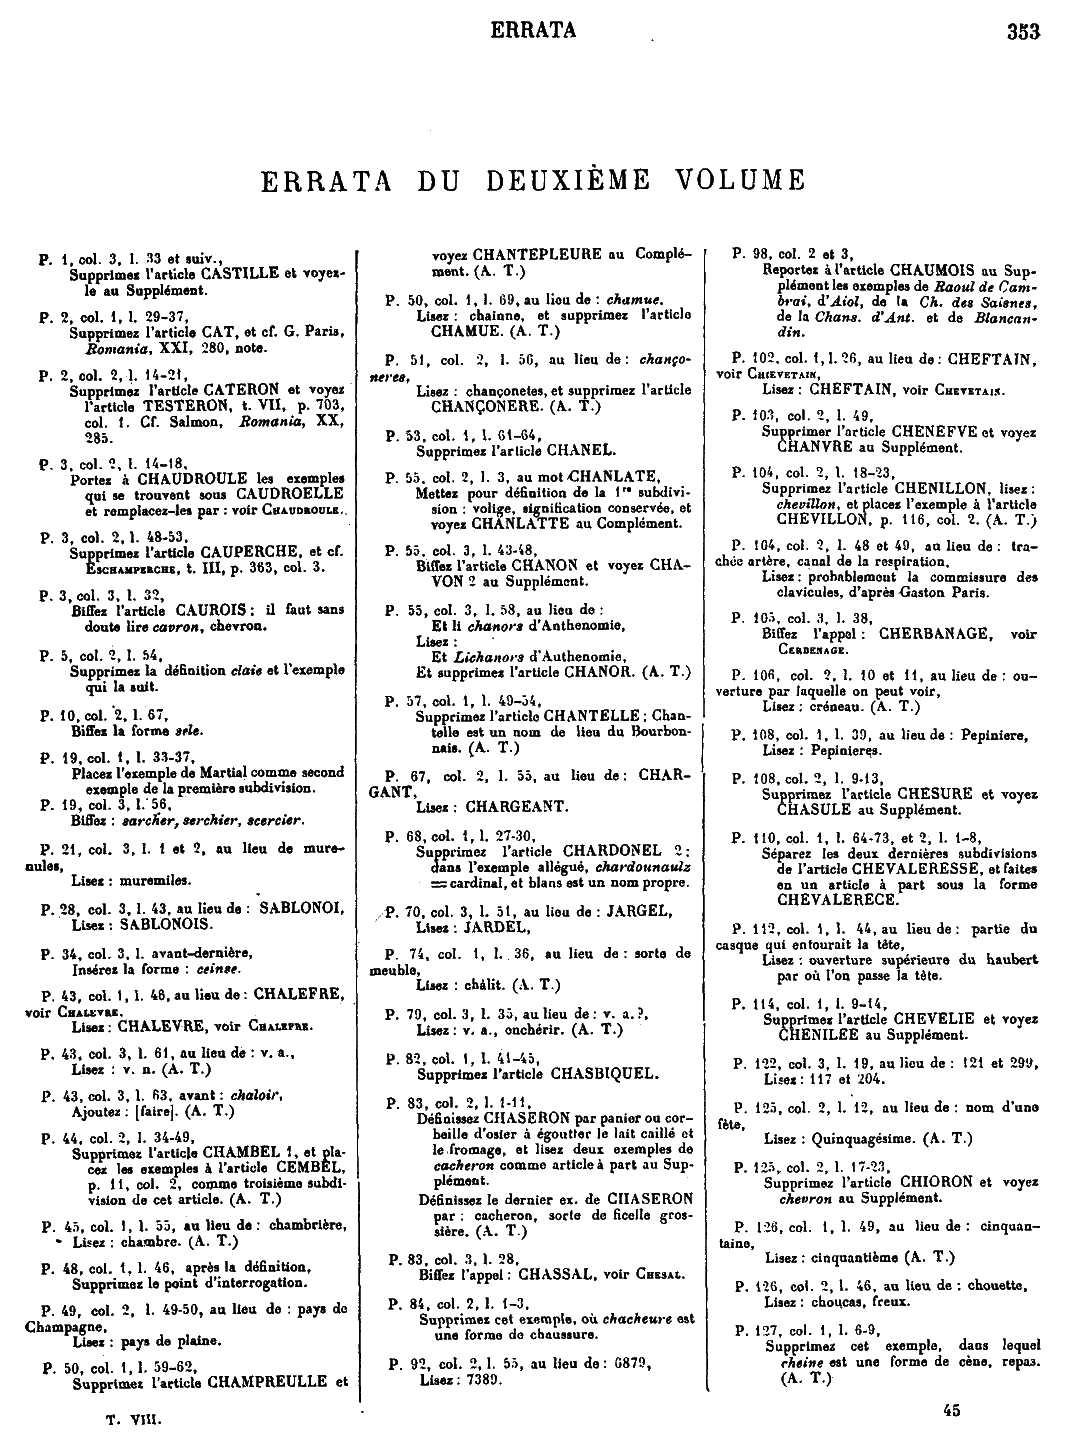 ERRATA
353
ERRATA DU DEUXIÈME VOLUME
P. 1, col. 3, l. 33 et suiv.,
Supprimez l'article CASTILLE et voyez-
le au Supplément.
P. 2, col. 1, l. 29-37,
Supprimez l'article CAT, et cf. G. Paris,
Romania, XXI, 280, note.
P. 2, col. 2, l. 14-21,
Supprimez l'article CATERON et voyez
l'article TESTERON, t. VII, p. 703,
col. 1. Cf. Salmon, Romania, XX,
285.
P. 3, col. 2, l. 14-18,
Portez à CHAUDROULE les exemples
qui se trouvent sous CAUDROELLE
et remplacez-les par : voir CHAUDROULE.
P. 3, col. 2, l. 48-53,
Supprimez l'article CAUPERCHE, et cf.
ESCHAMPERCHE, t. III, p. 363, col. 3.
P. 3, col. 3, l. 32,
Biffez l'article CAUROIS ; il faut sans
doute lire cavron, chevron.
P. 5, col. 2, l. 54,
Supprimez la définition claie et l'exemple
qui la suit.
P. 10, col. 2, l. 67,
Biffez la forme sele.
P. 19, col. 1, l. 33-37,
Placez l'exemple de Martial comme second
exemple de la première subdivision.
P. 19, col. 3, l. 56,
Biffez : sarcher, serchier, scercier.
P. 21, col. 3, l. 1 et 2, au lieu de mure-
nules,
Lisez : muremiles.
P. 28, col. 3, l. 43, au lieu de : SABLONOI,
Lisez : SABLONOIS.
P. 34, col. 3, l. avant-dernière,
Insérez la forme : ceinse.
P. 43, col. 1, l. 48, au lieu de : CHALEFRE,
voir CHALEVRE,
Lisez : CHALEVRE, voir CHALEFRE.
P. 43, col. 3, l. 61, au lieu de : v. a.,
Lisez : v. n. (A. T.)
P. 43, col. 3, l. 63, avant : chaloir,
Ajoutez : [faire]. (A. T.)
P. 44, col. 2, l. 34-49,
Supprimez l'article CHAMBEL 1, et pla-
cez les exemples à l'article CEMBEL,
p. 11, col. 2, comme troisième subdi-
vision de cet article. (A. T.)
P. 45, col. 1, l. 55, au lieu de : chambrière,
Lisez : chambre. (A. T.)
P. 48, col. 1, l. 46, après la définition,
Supprimez le point d'interrogation.
P. 49, col. 2, l. 49-50, au lieu de : pays de
Champagne,
Lisez : pays de plaine.
P. 50, col. 1, l. 59-62,
Supprimez l'article CHAMPREULLE et
T. VIII.
voyez CHANTEPLEURE au Complé-
ment. (A. T.)
P. 50, col. 1, l. 69, au lieu de : chamue.
Lisez : chainne, et supprimez l'article
CHAMUE. (A. T.)
P. 51, col. 2, l. 56, au lieu de : chanço-
neres,
Lisez : chançonetes, et supprimez l'article
CHANÇONERE. (A. T.)
P. 53, col. 1, l. 61-64,
Supprimez l'article CHANEL.
P. 55, col. 2, l. 3, au mot CHANLATE,
Mettez pour définition de la 1re subdivi-
sion : volige, signification conservée, et
voyez CHANLATTE au Complément.
P. 55, col. 3, l. 43-48,
Biffez l'article CHANON et voyez CHA-
VON 2 au Supplément.
P. 55, col. 3, l. 58, au lieu de :
Et li chanors d'Anthenomie,
Lisez :
Et Lichanors d'Authenomie,
Et supprimez l'article CHANOR. (A. T.)
P. 57, col. 1, l. 49-54,
Supprimez l'article CHANTELLE ; Chan-
telle est un nom de lieu du Bourbon-
nais. (A. T.)
P. 67, col. 2, l. 55, au lieu de : CHAR-
GANT,
Lisez : CHARGEANT.
P. 68, col. 1, l. 27-30,
Supprimez l'article CHARDONEL 2 ;
dans l'exemple allégué, chardounaulz
= cardinal, et blans est un nom propre.
P. 70, col. 3, l. 51, au lieu de : JARGEL,
Lisez : JARDEL,
P. 74, col. 1, l. 36, au lieu de : sorte de
meuble,
Lisez : châlit. (A. T.)
P. 79, col. 3, l. 35, au lieu de : v. a. ?,
Lisez : v. a., enchérir. (A. T.)
P. 82, col. 1, l. 41-45,
Supprimez l'article CHASBIQUEL.
P. 83, col. 2, l. 1-11,
Définissez CHASERON par panier ou cor-
beille d'osier à égoutter le lait caillé et
le fromage, et lisez deux exemples de
cacheron comme article à part au Sup-
plément.
Définissez le dernier ex. de CHASERON
par : cacheron, sorte de ficelle gros-
sière. (A. T.)
P. 83, col. 3, l. 28,
Biffez l'appel : CHASSAL, voir CHESAL.
P. 84, col. 2, l. 1-3,
Supprimez cet exemple, où chacheure est
une forme de chaussure.
P. 92, col. 2, l. 55, au lieu de : 6879,
Lisez : 7389.
P. 98, col. 2 et 3,
Reportez à l'article CHAUMOIS au Sup-
plément les exemples de Raoul de Cam-
brai, d'Aiol, de la Ch. des Saisnes,
de la Chans. d'Ant. et de Blancan-
din.
P. 102, col. 1, l. 26, au lieu de : CHEFTAIN,
voir CHIEVETAIN,
Lisez : CHEFTAIN, voir CHEVETAIN.
P. 103, col. 2, l. 49,
Supprimer l'article CHENEFVE et voyez
CHANVRE au Supplément.
P. 104, col. 2, l. 18-23,
Supprimez l'article CHENILLON, lisez :
chevillon, et placez l'exemple à l'article
CHEVILLON, p. 116, col. 2. (A. T.)
P. 104, col. 2, l. 48 et 49, au lieu de : tra-
chée artère, canal de la respiration,
Lisez : probablement la commissure des
clavicules, d'après Gaston Paris.
P. 105, col. 3, l. 38,
Biffez l'appel : CHERBANAGE, voir
CERBENAGE.
P. 106, col. 2, l. 10 et 11, au lieu de : ou-
verture par laquelle on peut voir,
Lisez : créneau. (A. T.)
P. 108, col. 1, l. 39, au lieu de : Pepiniere,
Lisez : Pepinieres.
P. 108, col. 2, l. 9-13,
Supprimez l'article CHESURE et voyez
CHASULE au Supplément.
P. 110, col. 1, l. 64-73, et 2, l. 1-8,
Séparez les deux dernières subdivisions
de l'article CHEVALERESSE, et faites
en un article à part sous la forme
CHEVALERECE.
P. 112, col. 1, l. 44, au lieu de : partie du
casque qui entourait la tête,
Lisez : ouverture supérieure du haubert
par où l'on passe la tête.
P. 114, col. 1, l. 9-14,
Supprimez l'article CHEVELIE et voyez
CHENILEE au Supplément.
P. 122, col. 3, l. 19, au lieu de : 121 et 299,
Lisez : 117 et 204.
P. 125, col. 2, l. 12, au lieu de : nom d'une
fête,
Lisez : Quinquagésime. (A. T.)
P. 125, col. 2, l. 17-23,
Supprimez l'article CHIORON et voyez
chevron au Supplément.
P. 126, col. 1, l. 49, au lieu de : cinquan-
taine,
Lisez : cinquantième (A. T.)
P. 126, col. 2, l. 46, au lieu de : chouette,
Lisez : choucas, freux.
P. 127, col. 1, l. 6-9,
Supprimez cet exemple, dans lequel
rheine est une forme de cène, repas.
(A. T.)
45